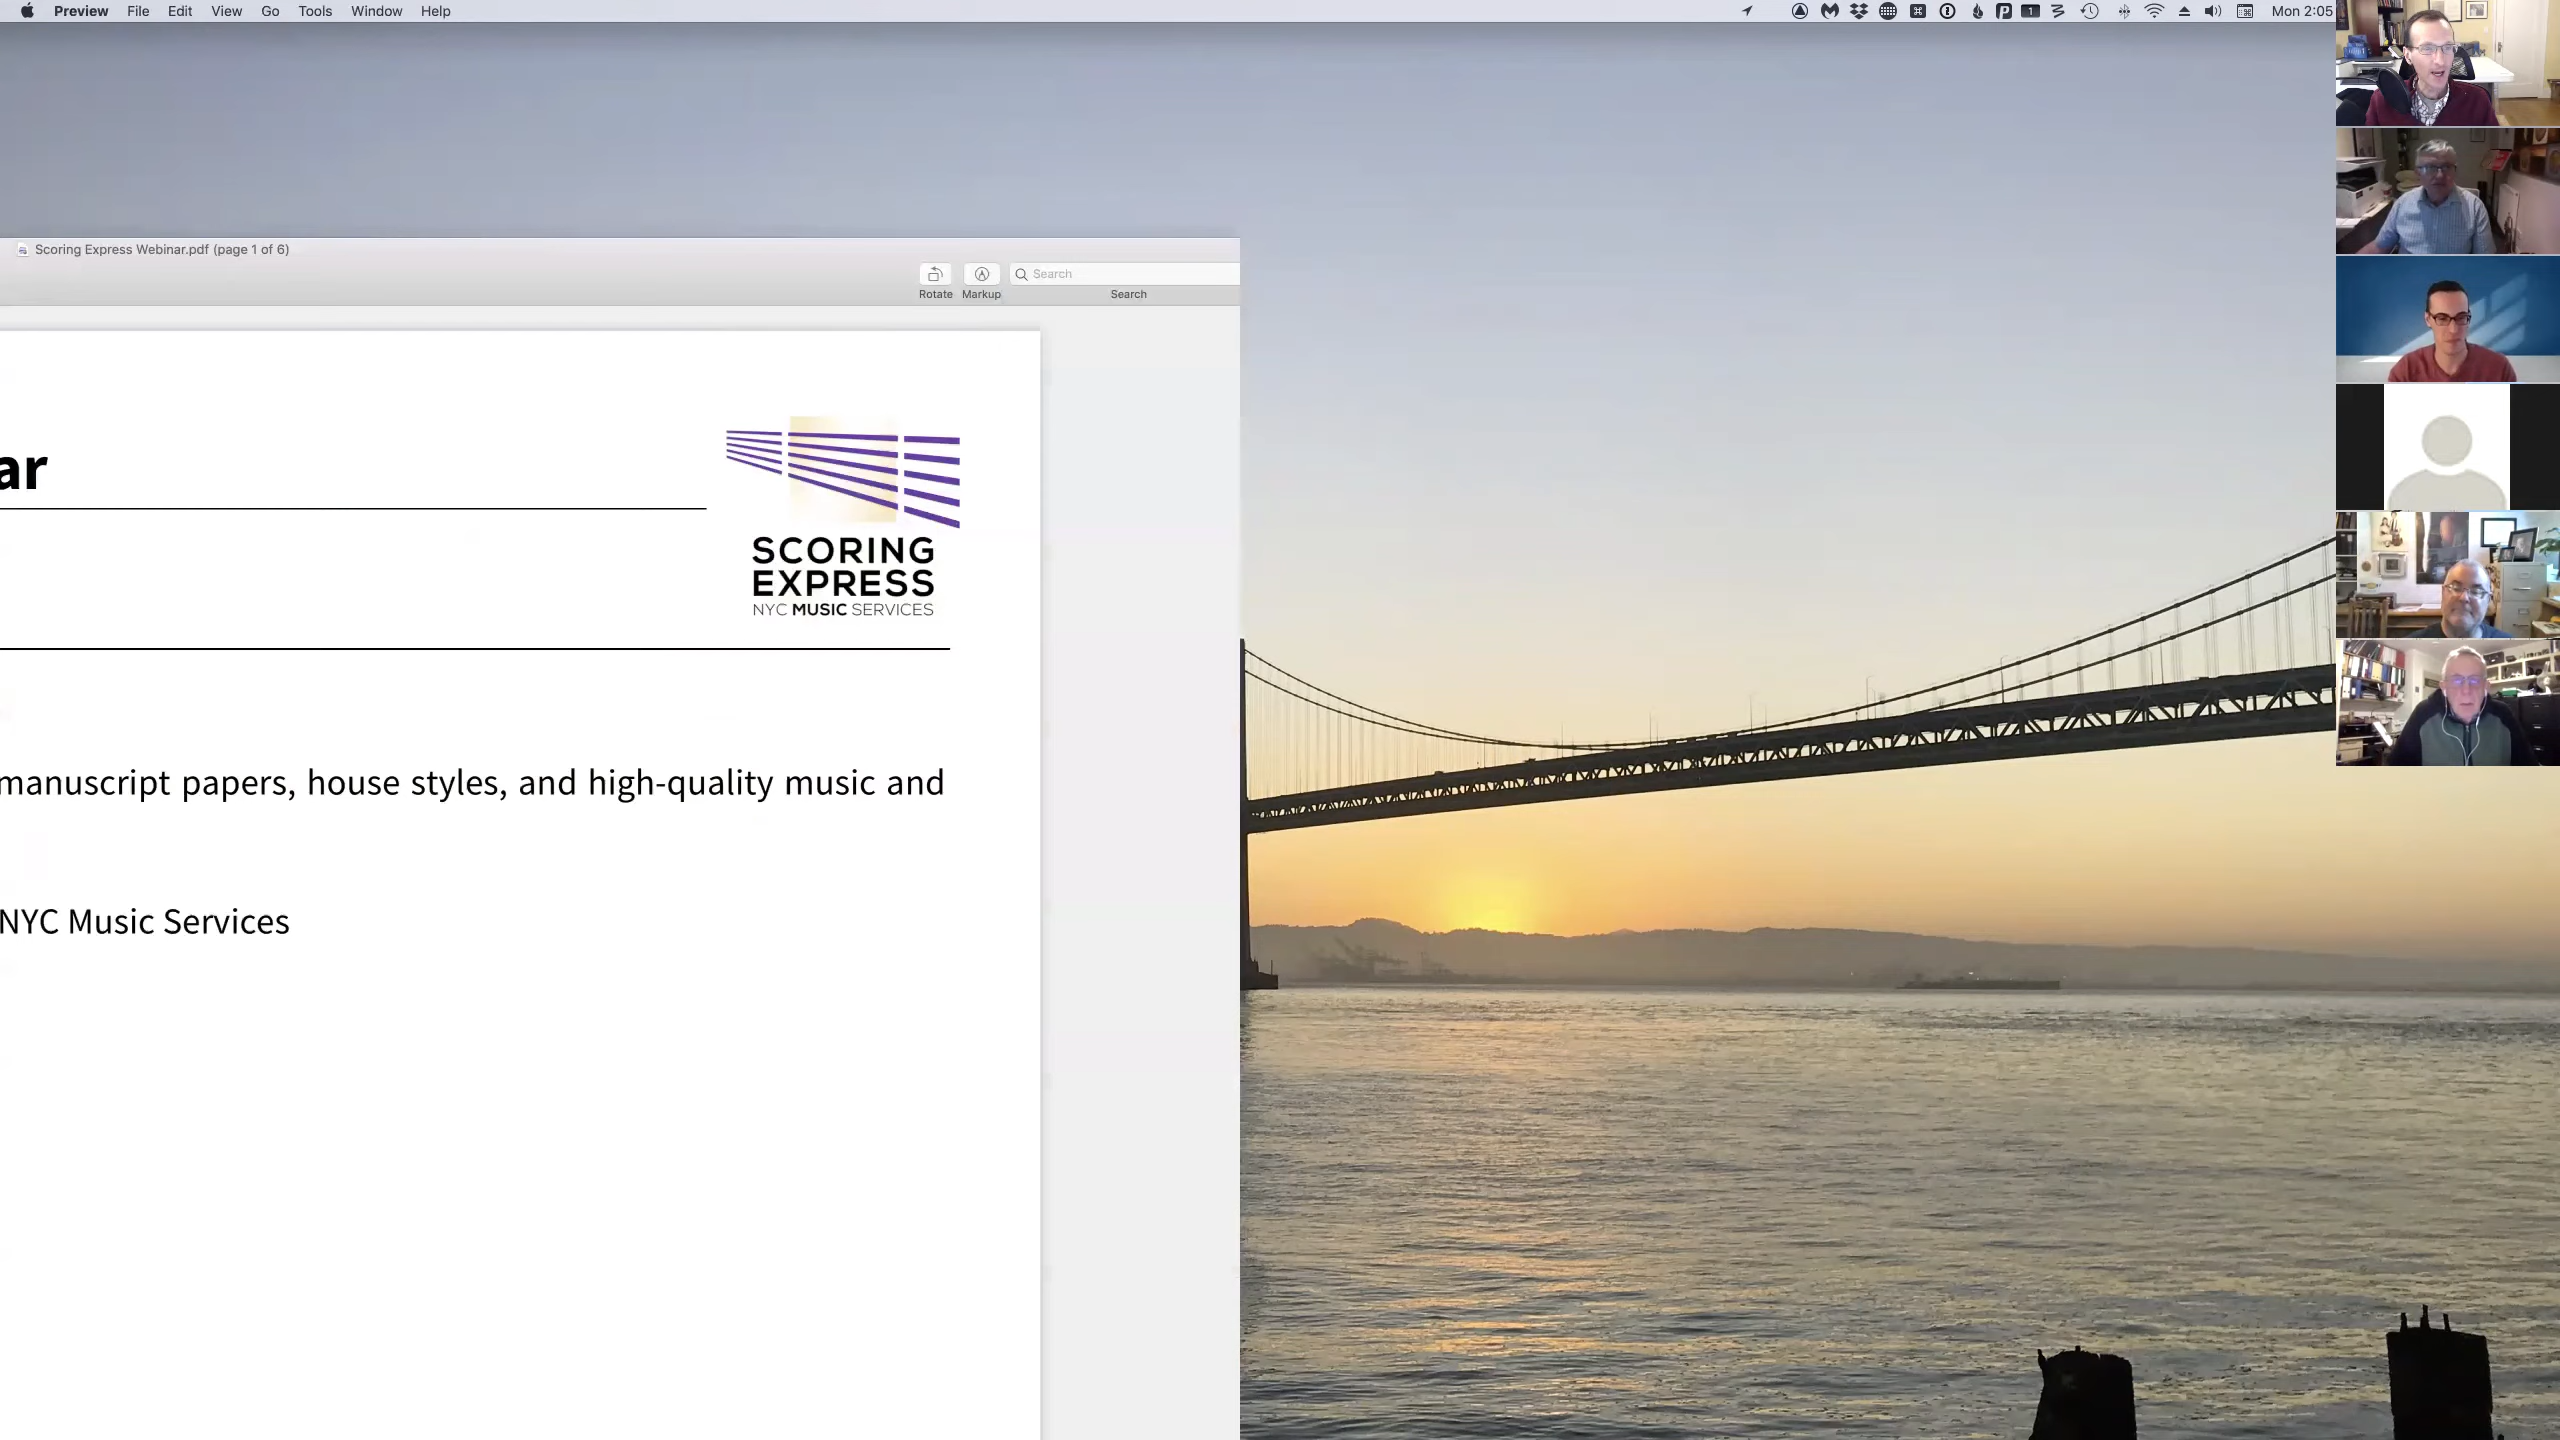 Preview File Edit View Go Tools Window Help
Mon 2:05
Scoring Express Webinar.pdf (page 1 of 6)
Search
Rotate Markup Search
ar
SCORING
EXPRESS
NYC MUSIC SERVICES
manuscript papers, house styles, and high-quality music and
NYC Music Services